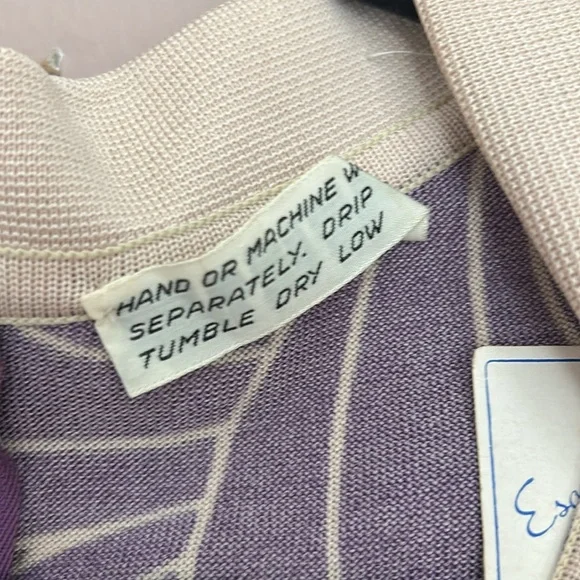 HAND OR MACHINE W
SEPARATELY. DRIP
TUMBLE DRY LOW